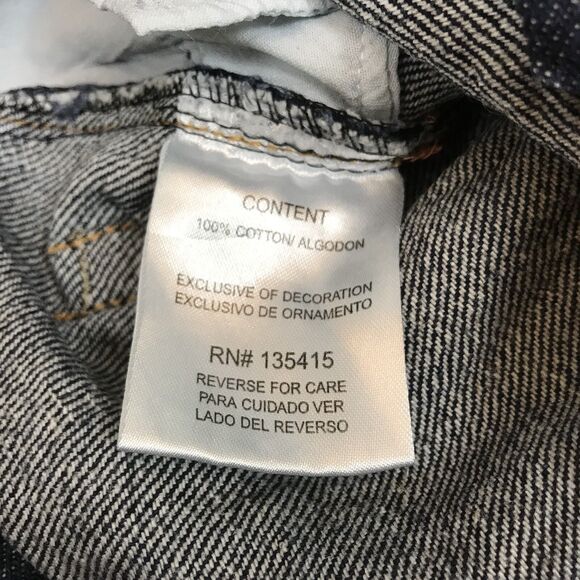 CONTENT
100% COTTON/ ALGODON
EXCLUSIVE OF DECORATION
EXCLUSIVO DE ORNAMENTO
RN# 135415
REVERSE FOR CARE
PARA CUIDADO VER
LADO DEL REVERSO